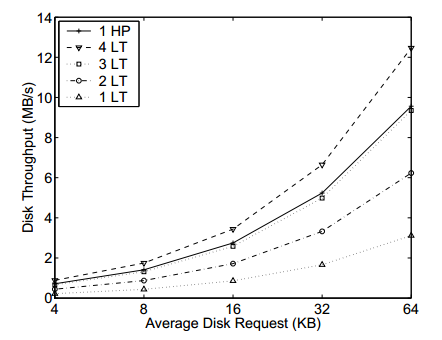 14
12
10
8
6
4
2
0
Disk Throughput (MB/s)
1 HP
4 LT
3 LT
2 LT
1 LT
4 8 16 32 64
Average Disk Request (KB)